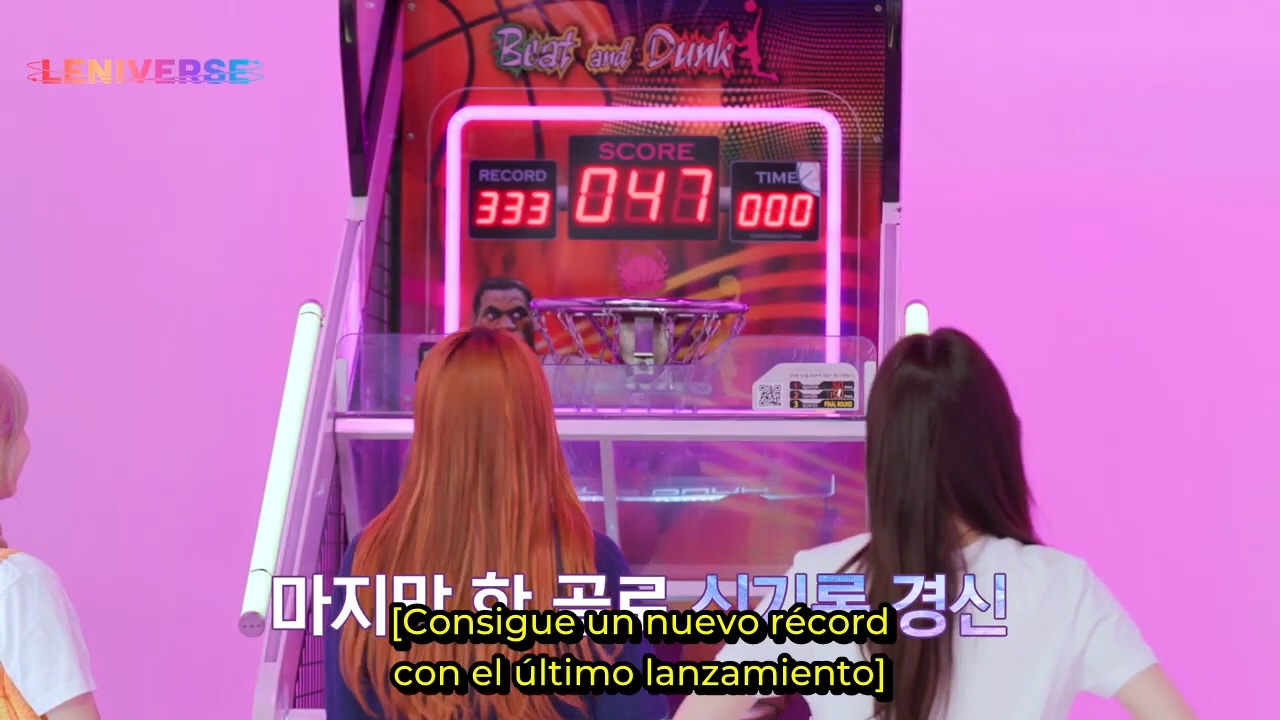 LENIVERSE
Beat and Dunk
SCORE
RECORD
TIME
333
047
000
FINAL ROUND
마지막 한 골로 신기록 경신
[Consigue un nuevo récord
con el último lanzamiento]